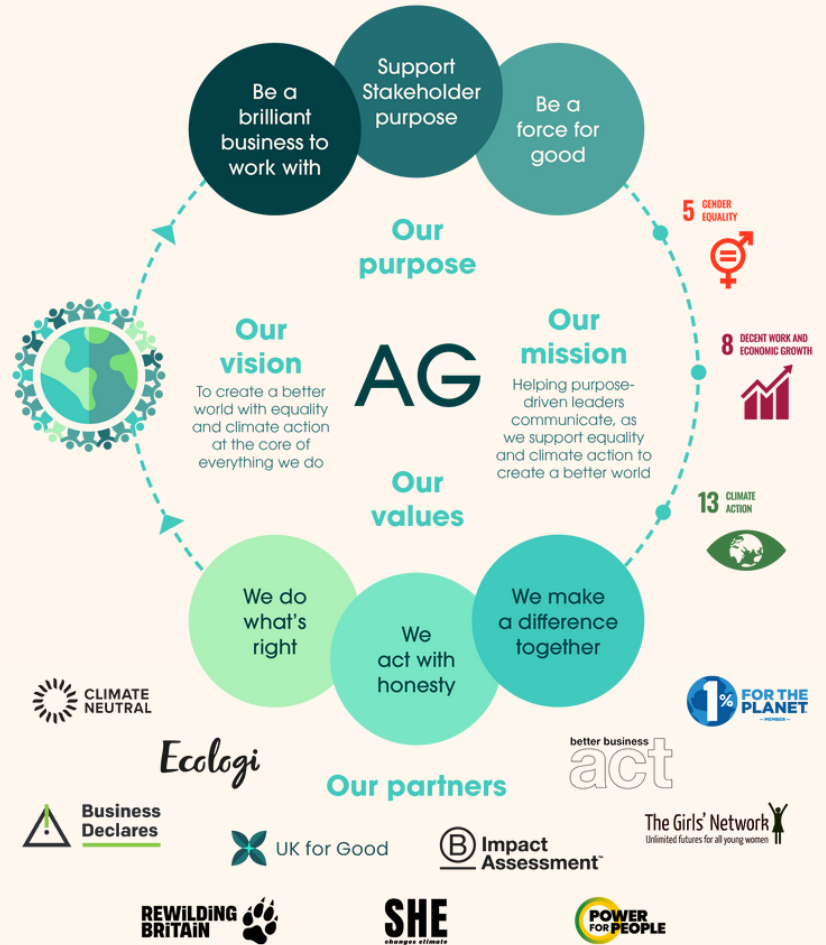 Be a
brilliant
business to
work with
Support
Stakeholder
purpose
Be a
force for
good
5 GENDER
EQUALITY
Our
purpose
Our
vision
To create a better
world with equality
and climate action
at the core of
everything we do
AG
Our
mission
Helping purpose-
driven leaders
communicate, as
we support equality
and climate action to
create a better world
8 DECENT WORK AND
ECONOMIC GROWTH
Our
values
13 CLIMATE
ACTION
We do
what's
right
We
act with
honesty
We make
a difference
together
CLIMATE
NEUTRAL
1% FOR THE
PLANET
MEMBER
Ecologi
better business
act
Our partners
Business
Declares
UK for Good
B Impact
Assessment™
The Girls' Network
Unlimited futures for all young women
REWiLDiNG
BRiTAiN
SHE
changes climate
POWER
FOR PEOPLE